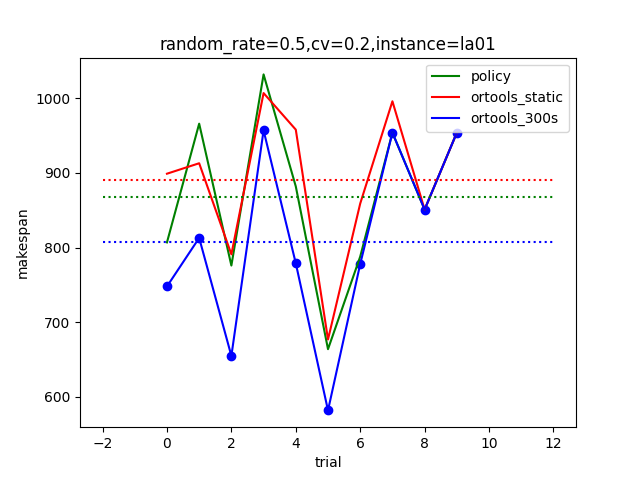 random_rate=0.5,cv=0.2,instance=la01
policy
ortools_static
ortools_300s
makespan
1000
900
800
700
600
−2
0
2
4
6
8
10
12
trial